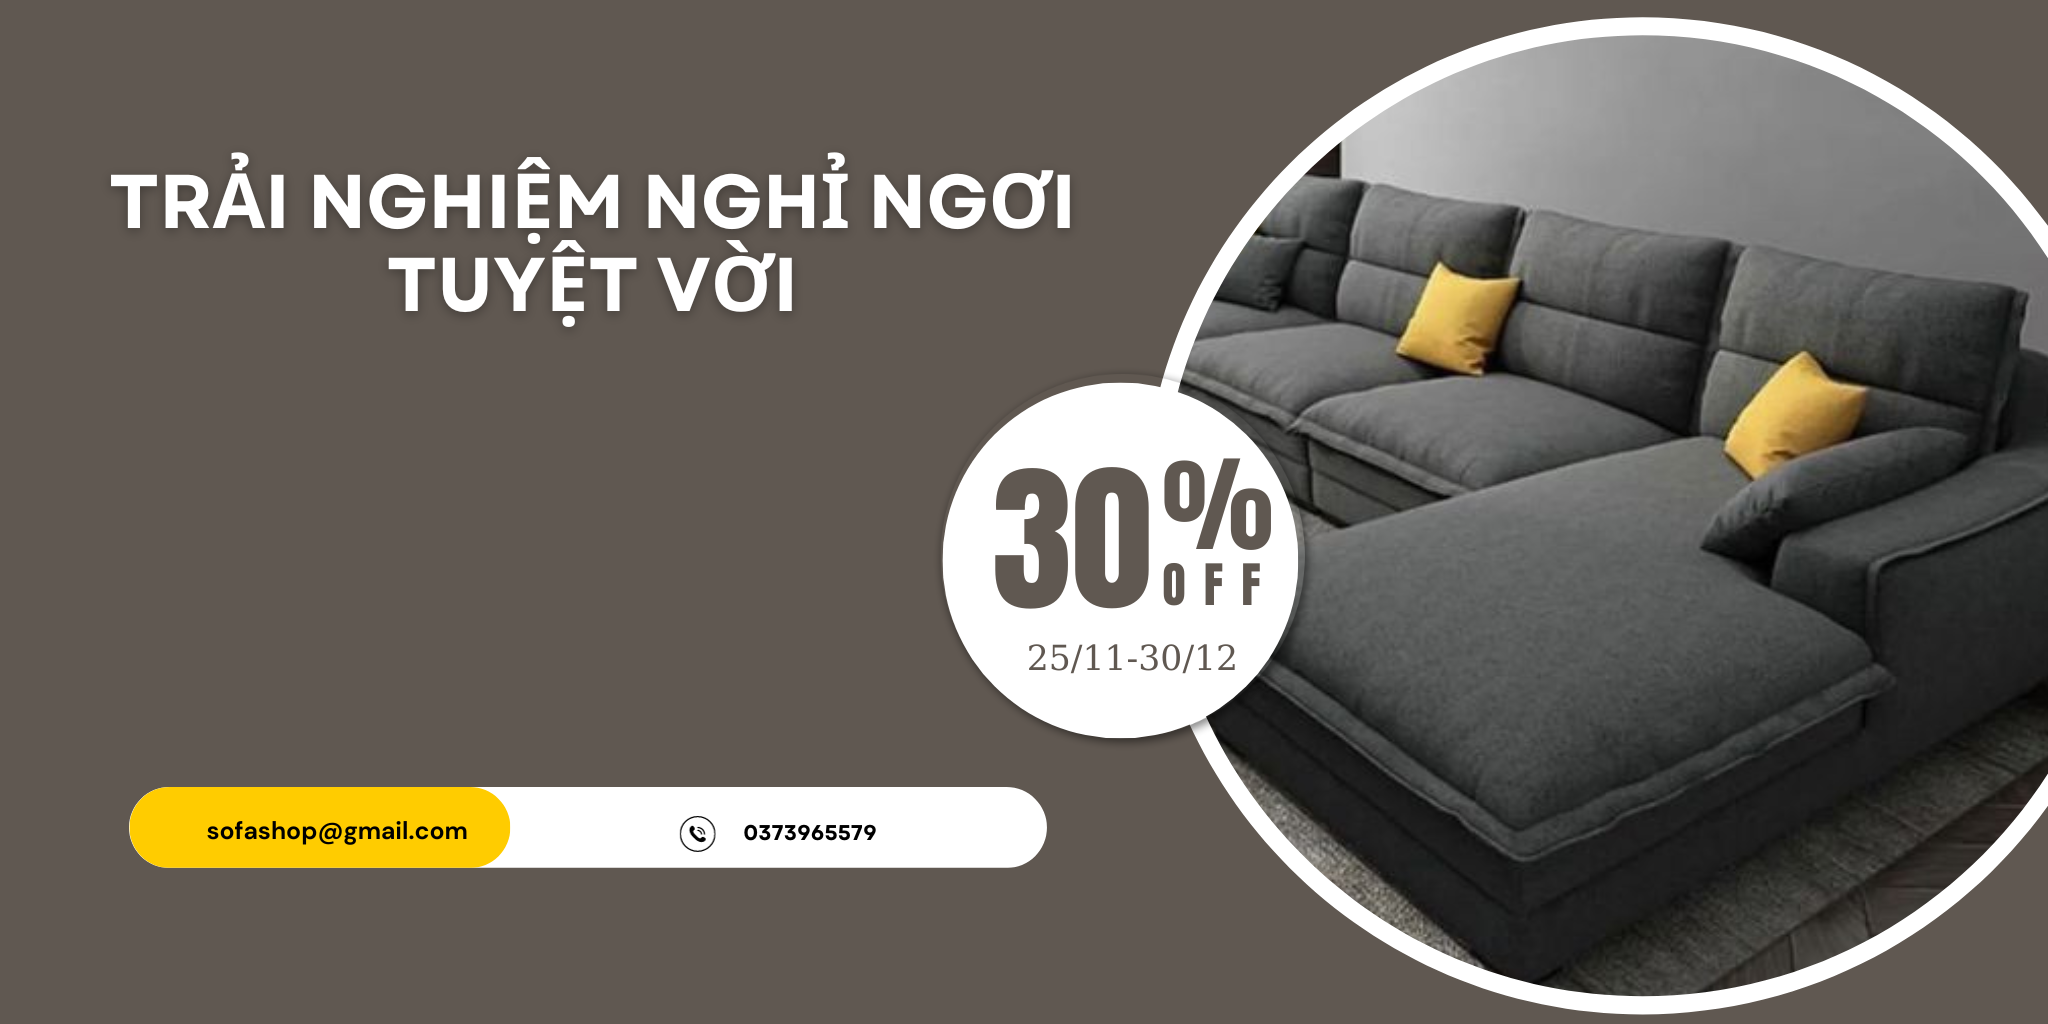 TRẢI NGHIỆM NGHỈ NGƠI
TUYỆT VỜI
30%
OFF
25/11-30/12
sofashop@gmail.com
0373965579